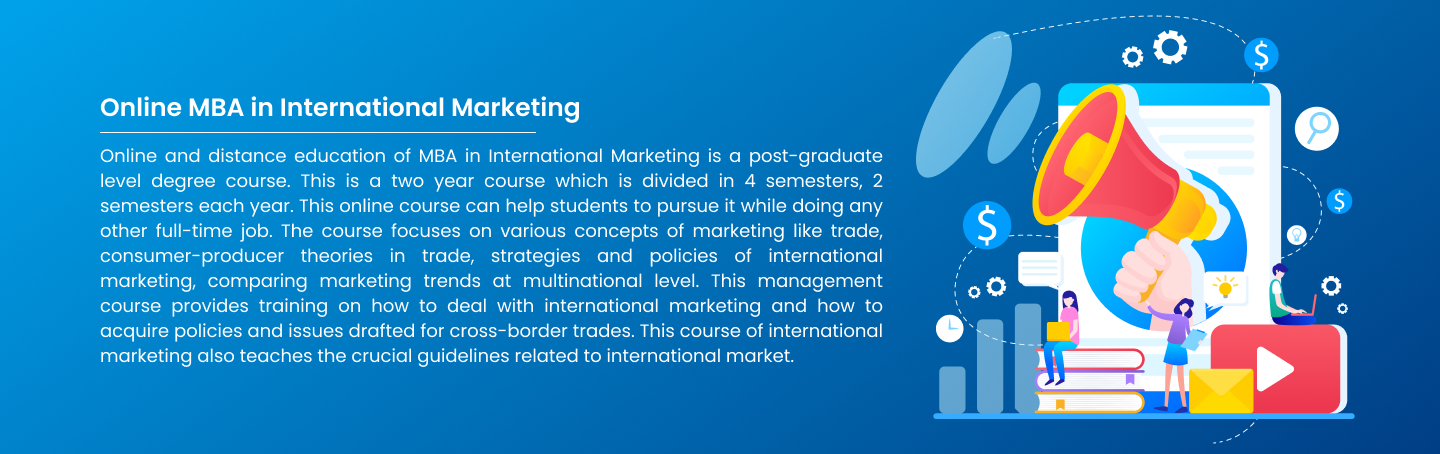 Online MBA in International Marketing
Online and distance education of MBA in International Marketing is a post-graduate
level degree course. This is a two year course which is divided in 4 semesters, 2
semesters each year. This online course can help students to pursue it while doing any
other full-time job. The course focuses on various concepts of marketing like trade,
consumer-producer theories in trade, strategies and policies of international
marketing, comparing marketing trends at multinational level. This management
course provides training on how to deal with international marketing and how to
acquire policies and issues drafted for cross-border trades. This course of international
marketing also teaches the crucial guidelines related to international market.
$
$
$